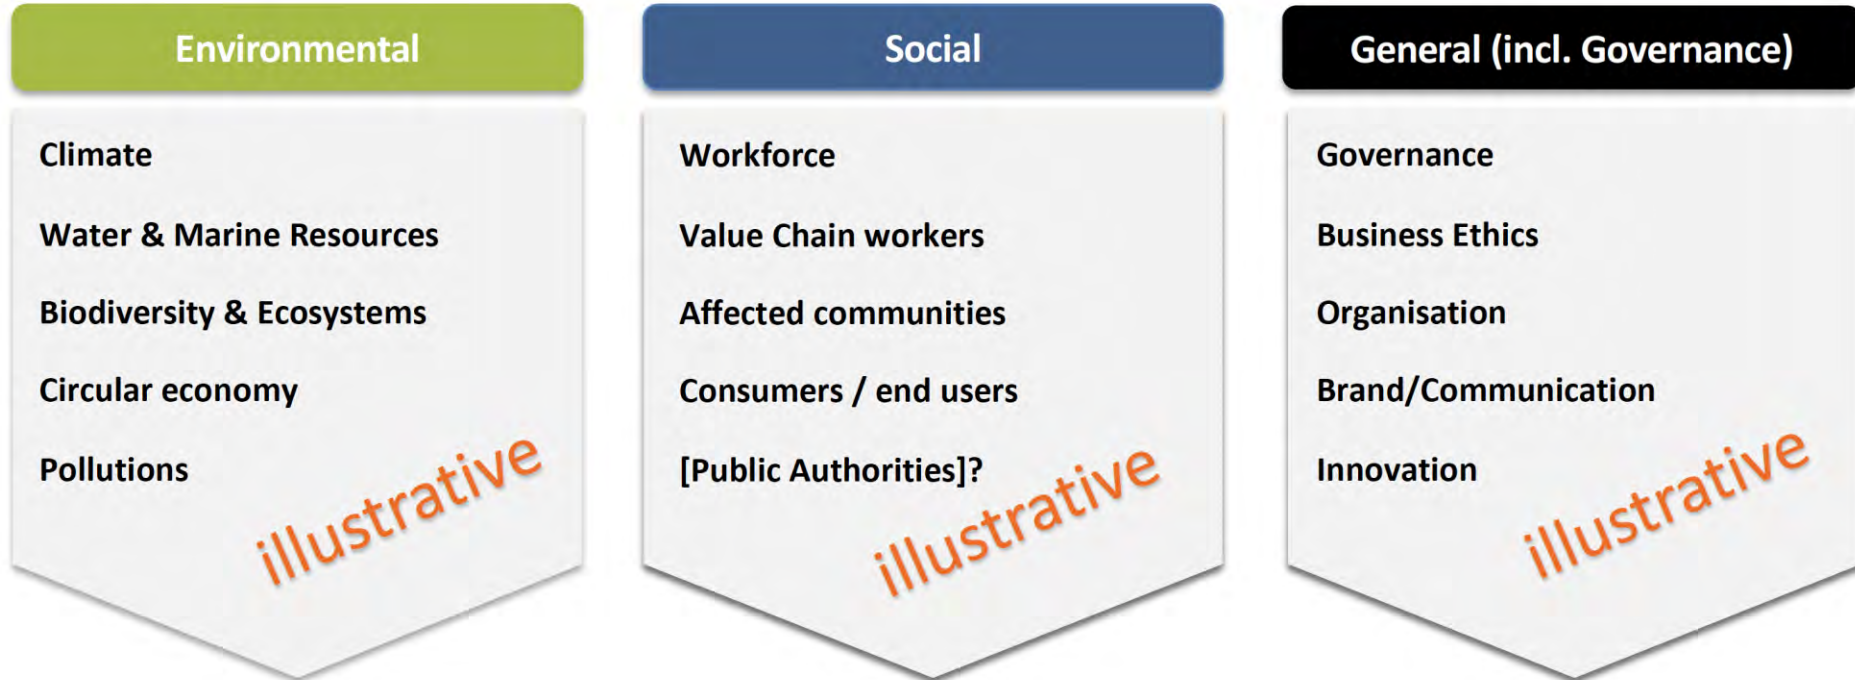 Environmental
Climate
Water & Marine Resources
Biodiversity & Ecosystems
Circular economy
Pollutions
illustrative
Social
Workforce
Value Chain workers
Affected communities
Consumers / end users
[Public Authorities]?
illustrative
General (incl. Governance)
Governance
Business Ethics
Organisation
Brand/Communication
Innovation
illustrative